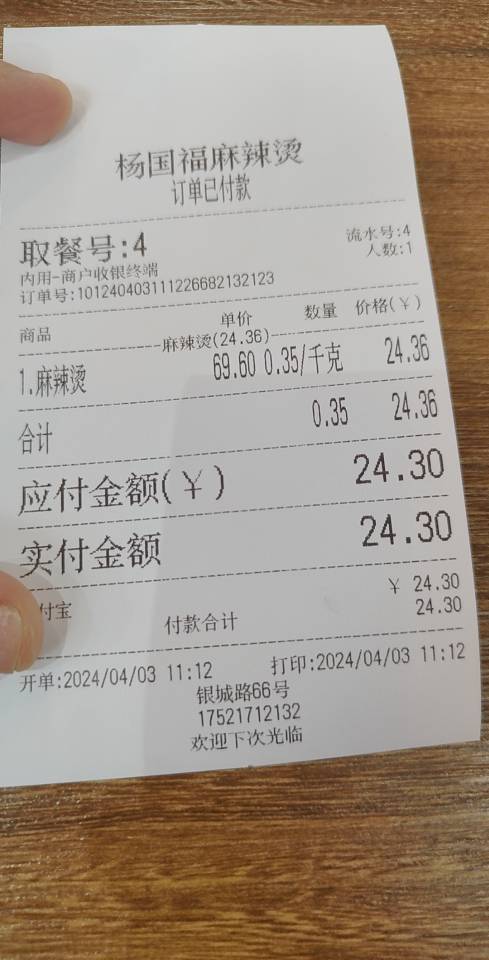 杨国福麻辣烫
订单已付款
取餐号:4 流水号:4
内用-商户收银终端 人数:1
订单号:101240403111226682132123
商品 单价 数量 价格(¥)
麻辣烫(24.36)
1.麻辣烫 69.60 0.35/千克 24.36
合计 0.35 24.36
应付金额(¥) 24.30
实付金额 24.30
付宝 ¥ 24.30
付款合计 24.30
开单:2024/04/03 11:12 打印:2024/04/03 11:12
银城路66号
17521712132
欢迎下次光临